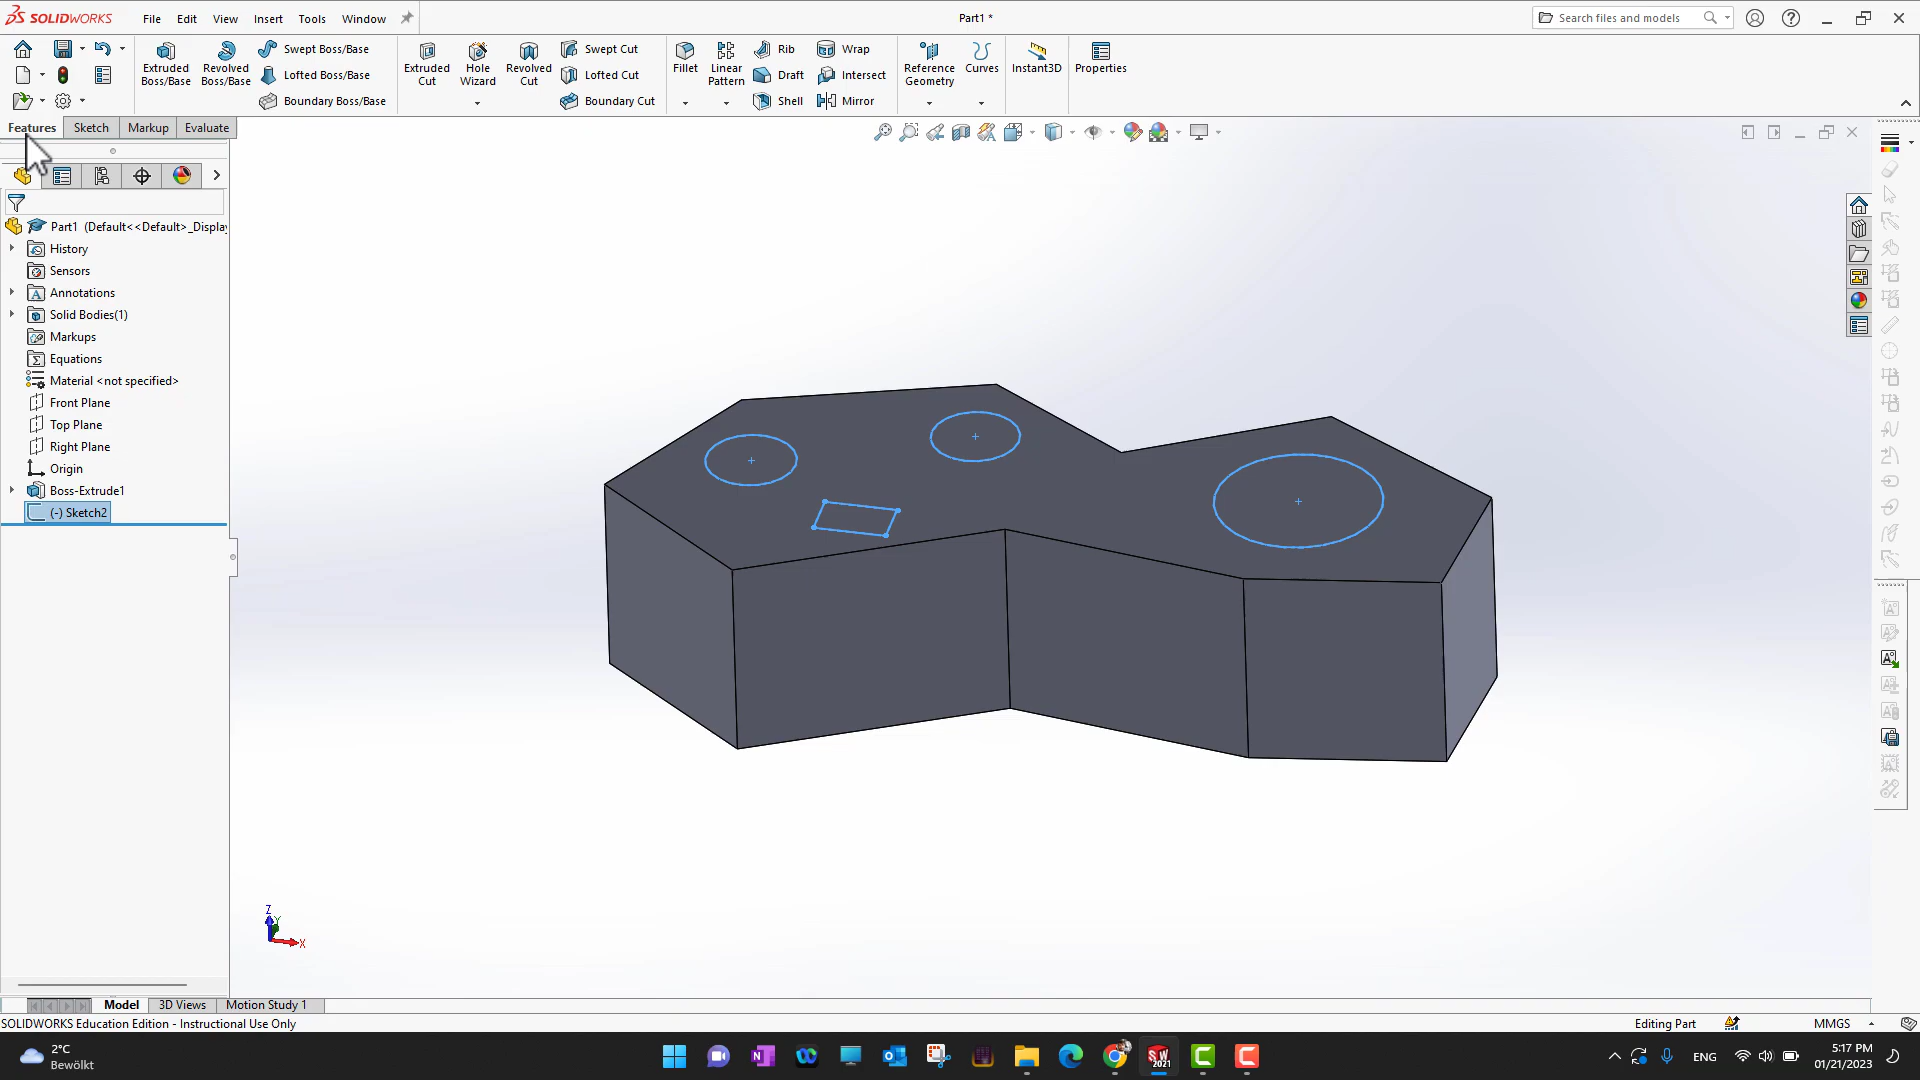 SOLIDWORKS
File
Edit
View
Insert
Tools
Window
Part1 *
Search files and models
Extruded Boss/Base
Revolved Boss/Base
Swept Boss/Base
Lofted Boss/Base
Boundary Boss/Base
Extruded Cut
Hole Wizard
Revolved Cut
Swept Cut
Lofted Cut
Boundary Cut
Fillet
Linear Pattern
Rib
Draft
Shell
Wrap
Intersect
Mirror
Reference Geometry
Curves
Instant3D
Properties
Features
Sketch
Markup
Evaluate
Part1 (Default<<Default>_Display
History
Sensors
Annotations
Solid Bodies(1)
Markups
Equations
Material <not specified>
Front Plane
Top Plane
Right Plane
Origin
Boss-Extrude1
(-) Sketch2
Z
Y
X
Model
3D Views
Motion Study 1
SOLIDWORKS Education Edition - Instructional Use Only
Editing Part
MMGS
2°C
Bewölkt
SW
2021
ENG
5:17 PM
01/21/2023